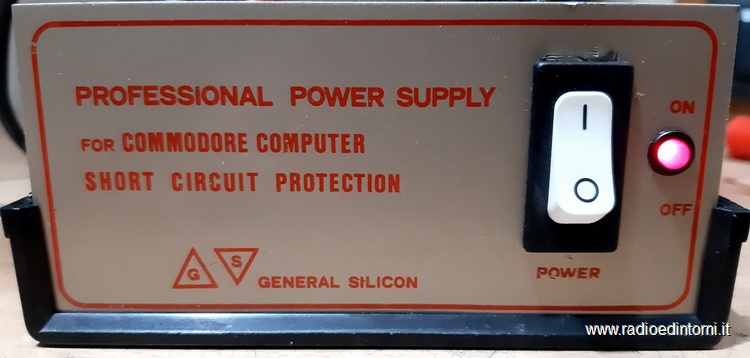 PROFESSIONAL POWER SUPPLY
FOR COMMODORE COMPUTER
SHORT CIRCUIT PROTECTION
G S GENERAL SILICON
ON
OFF
POWER
www.radioedintorni.it